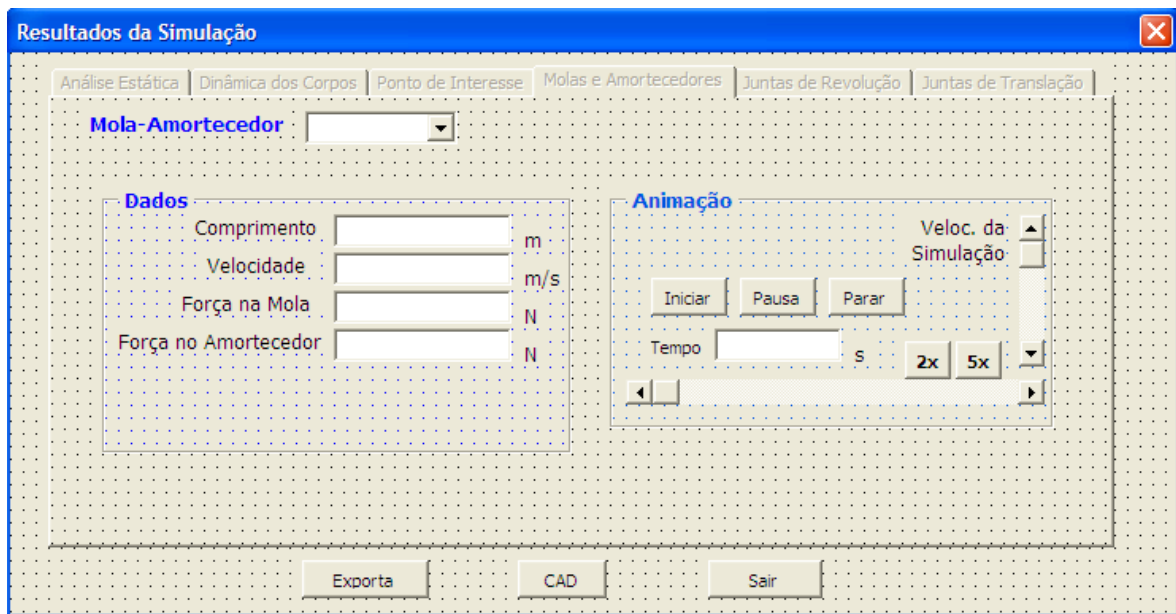 Resultados da Simulação
Análise Estática Dinâmica dos Corpos Ponto de Interesse Molas e Amortecedores Juntas de Revolução Juntas de Translação
Mola-Amortecedor
Dados
Comprimento m
Velocidade m/s
Força na Mola N
Força no Amortecedor N
Animação
Veloc. da
Simulação
Iniciar Pausa Parar
Tempo s 2x 5x
Exporta CAD Sair